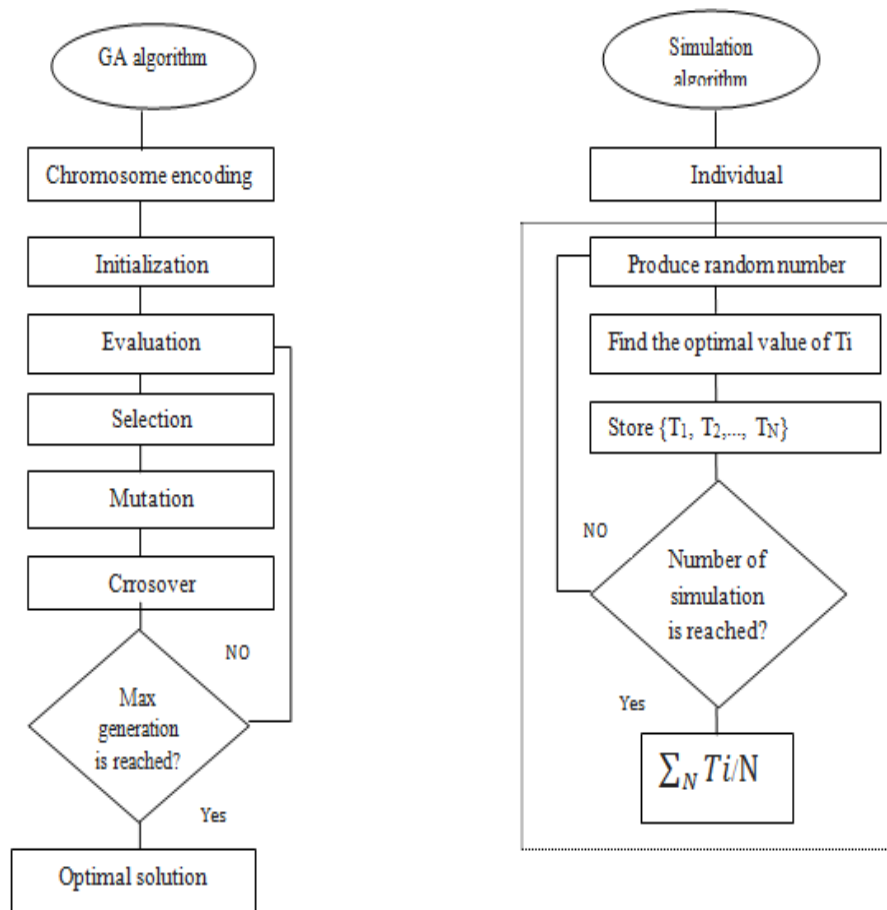 GA algorithm
Chromosome encoding
Initialization
Evaluation
Selection
Mutation
Crrosover
NO
Max
generation
is reached?
Yes
Optimal solution
Simulation
algorithm
Individual
Produce random number
Find the optimal value of Ti
Store {T₁, T₂,..., T_N}
NO
Number of
simulation
is reached?
Yes
∑_N Ti/N